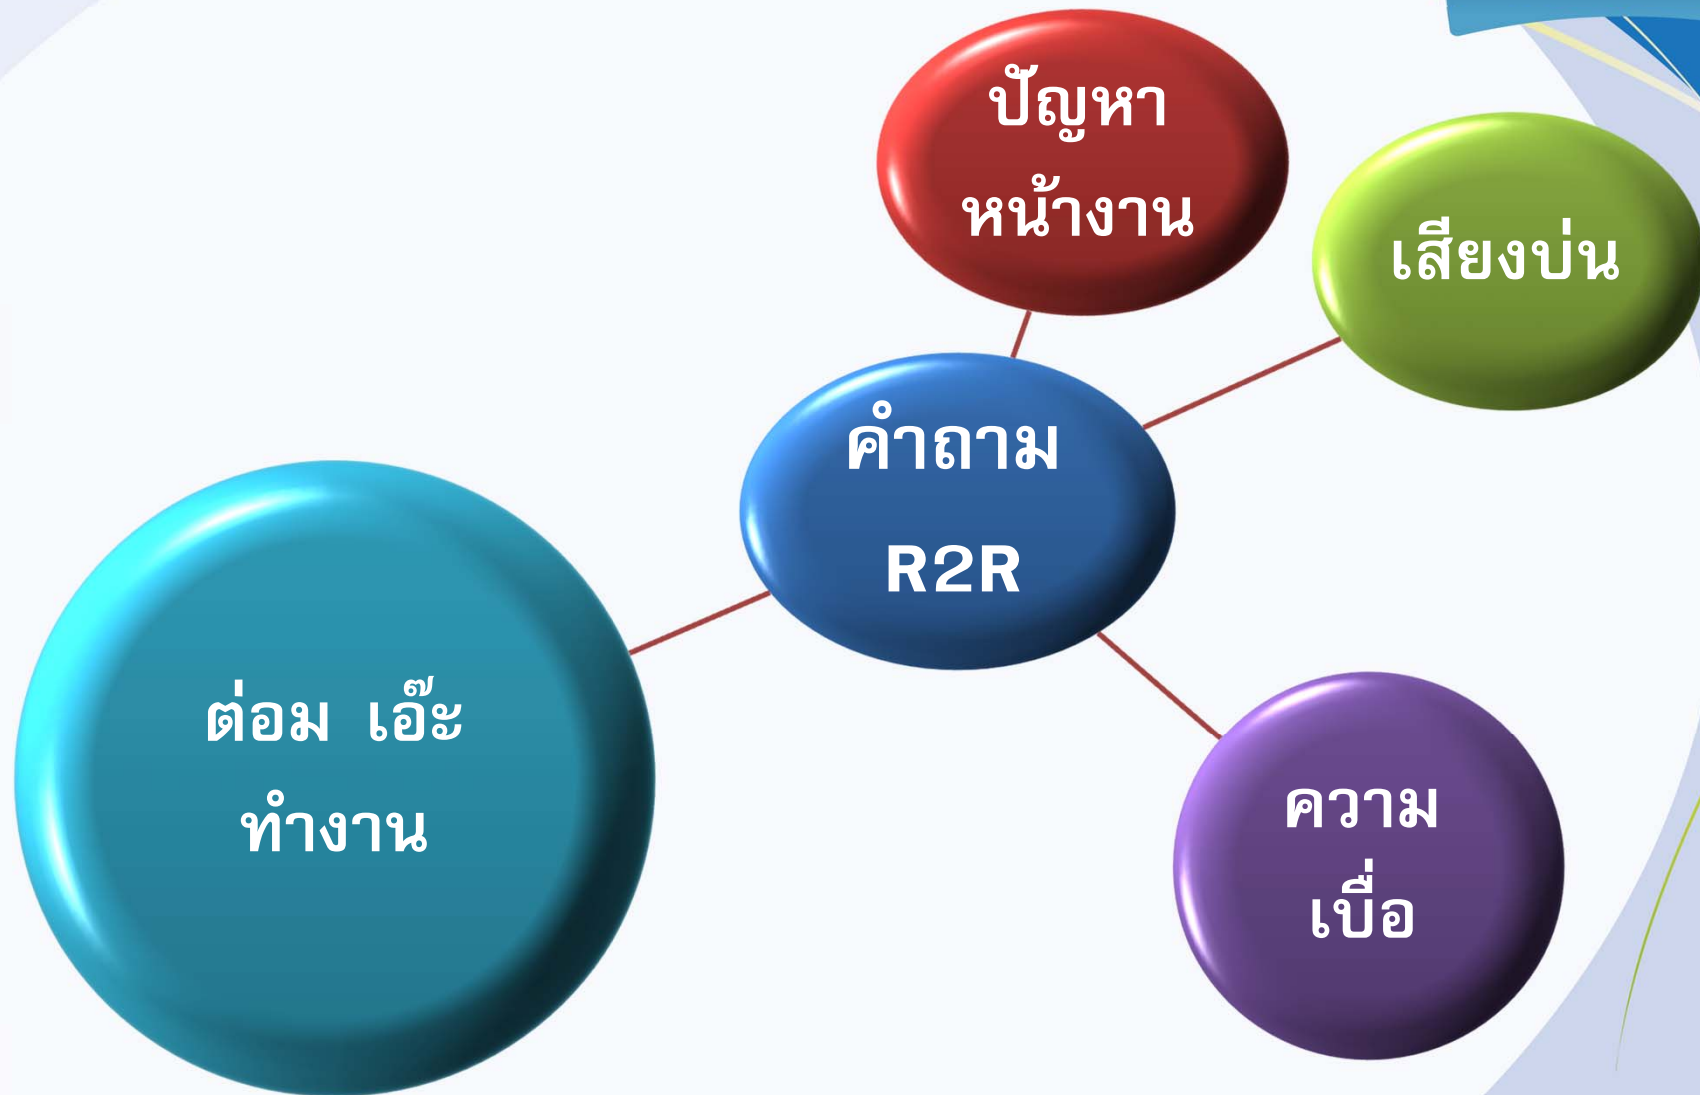 ปัญหา
หน้างาน
เสียงบ่น
คำถาม
R2R
ต่อม เอ๊ะ
ทำงาน
ความ
เบื่อ